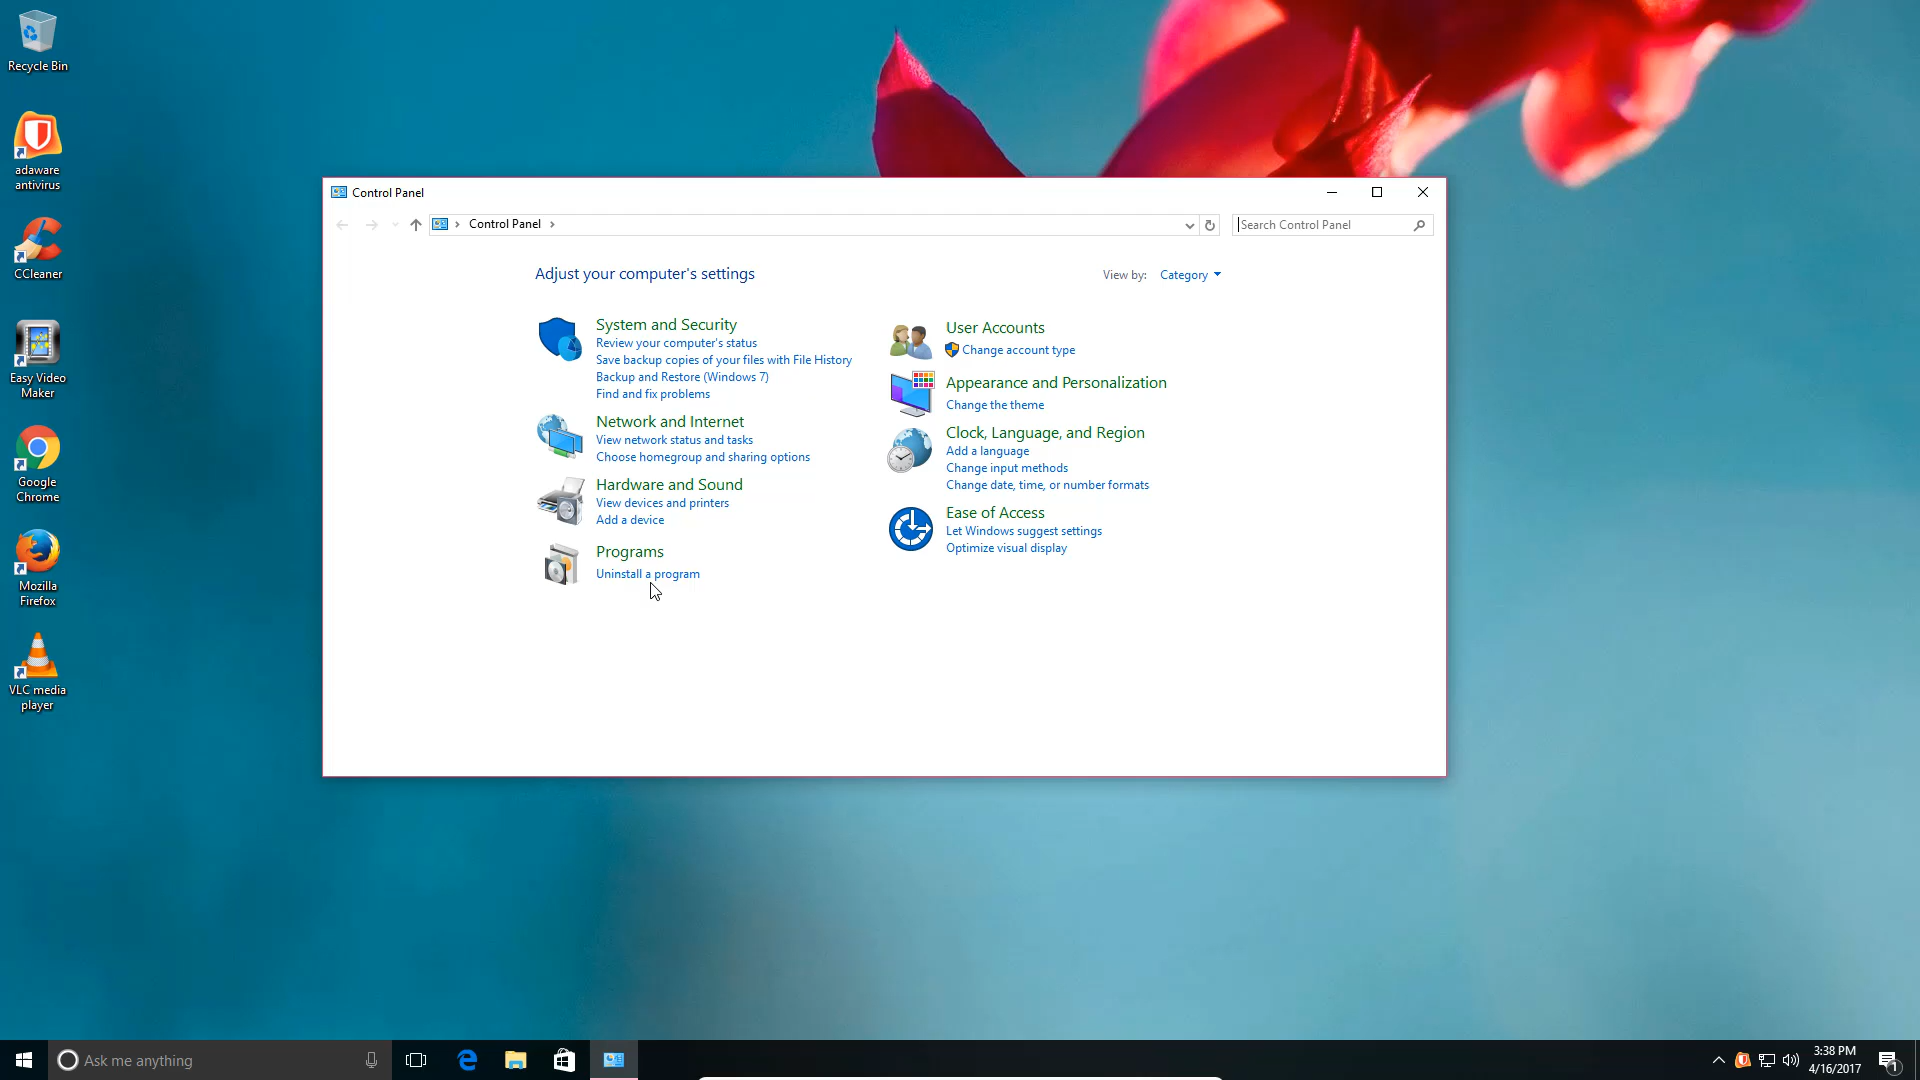 Recycle Bin
adaware
antivirus
CCleaner
Easy Video
Maker
Google
Chrome
Mozilla
Firefox
VLC media
player
Control Panel
Control Panel
Search Control Panel
Adjust your computer's settings
View by: Category
System and Security
Review your computer's status
Save backup copies of your files with File History
Backup and Restore (Windows 7)
Find and fix problems
Network and Internet
View network status and tasks
Choose homegroup and sharing options
Hardware and Sound
View devices and printers
Add a device
Programs
Uninstall a program
User Accounts
Change account type
Appearance and Personalization
Change the theme
Clock, Language, and Region
Add a language
Change input methods
Change date, time, or number formats
Ease of Access
Let Windows suggest settings
Optimize visual display
Ask me anything
3:38 PM
4/16/2017
1